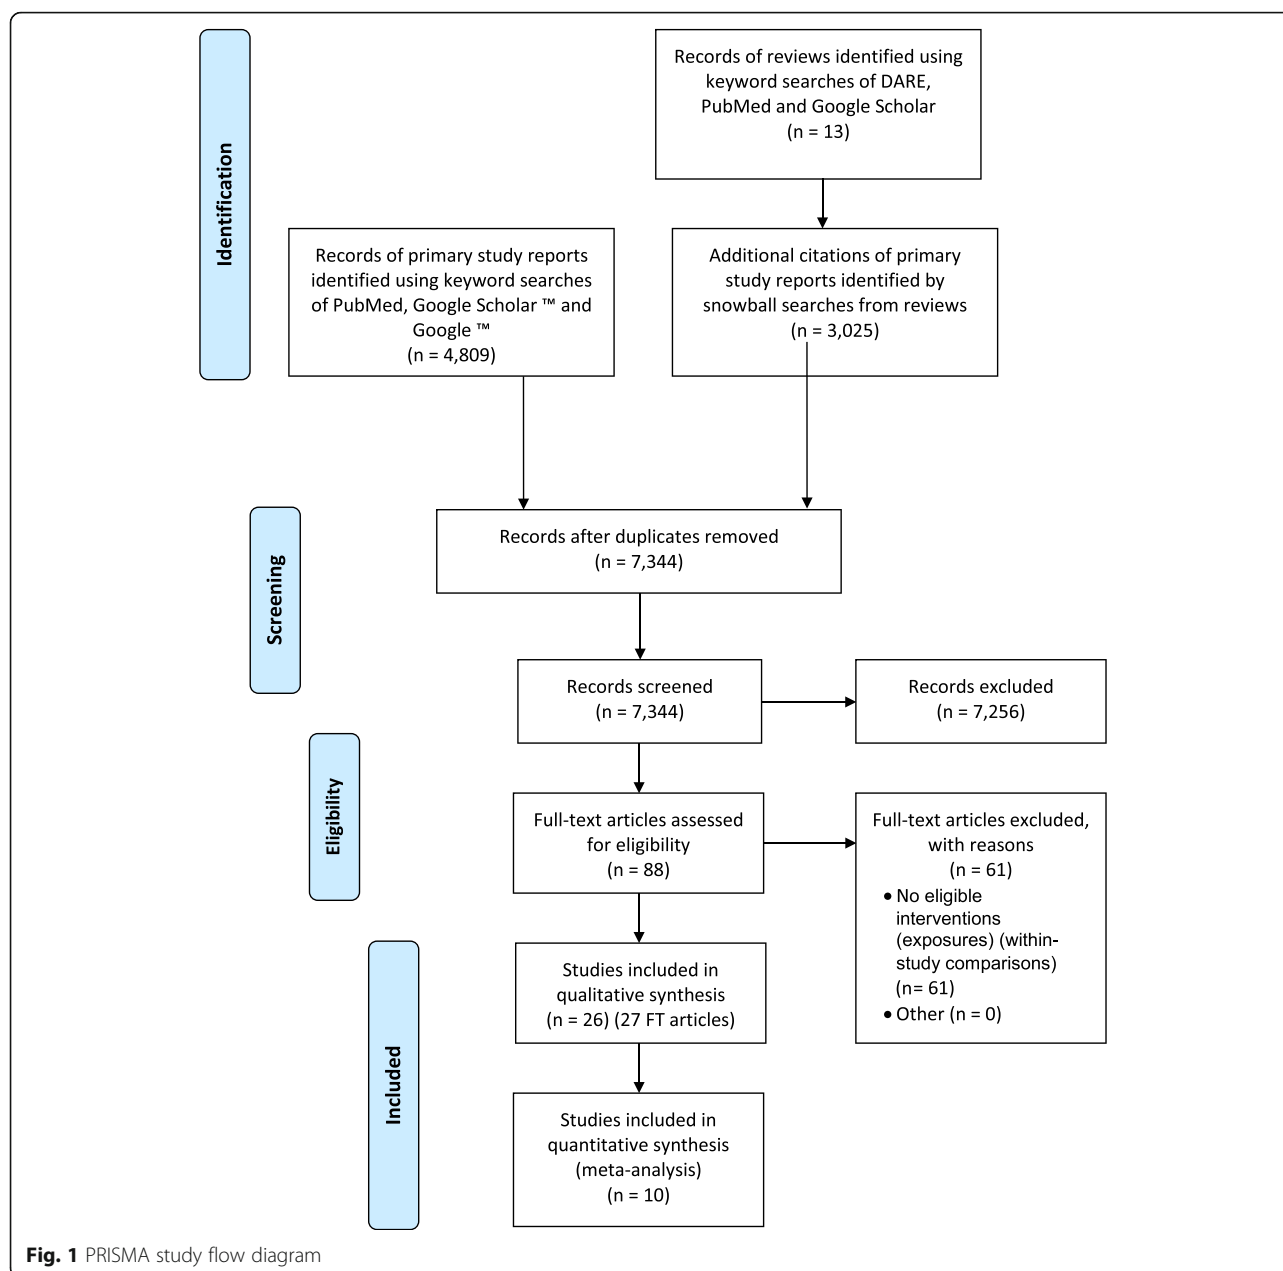 Identification
Records of reviews identified using
keyword searches of DARE,
PubMed and Google Scholar
(n = 13)
Records of primary study reports
identified using keyword searches
of PubMed, Google Scholar ™ and
Google ™
(n = 4,809)
Additional citations of primary
study reports identified by
snowball searches from reviews
(n = 3,025)
Screening
Records after duplicates removed
(n = 7,344)
Records screened
(n = 7,344)
Records excluded
(n = 7,256)
Eligibility
Full-text articles assessed
for eligibility
(n = 88)
Full-text articles excluded,
with reasons
(n = 61)
• No eligible
interventions
(exposures) (within-
study comparisons)
(n= 61)
• Other (n = 0)
Included
Studies included in
qualitative synthesis
(n = 26) (27 FT articles)
Studies included in
quantitative synthesis
(meta-analysis)
(n = 10)
Fig. 1 PRISMA study flow diagram